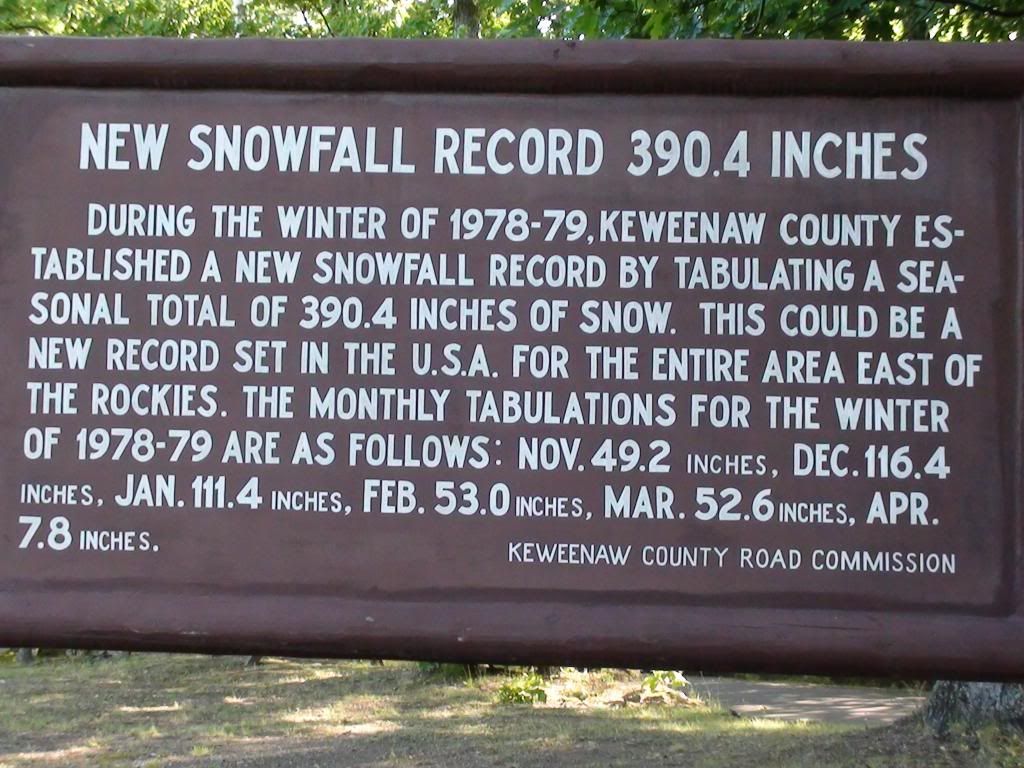 NEW SNOWFALL RECORD 390.4 INCHES
DURING THE WINTER OF 1978-79, KEWEENAW COUNTY ES-
TABLISHED A NEW SNOWFALL RECORD BY TABULATING A SEA-
SONAL TOTAL OF 390.4 INCHES OF SNOW. THIS COULD BE A
NEW RECORD SET IN THE U.S.A. FOR THE ENTIRE AREA EAST OF
THE ROCKIES. THE MONTHLY TABULATIONS FOR THE WINTER
OF 1978-79 ARE AS FOLLOWS: NOV. 49.2 INCHES, DEC. 116.4
INCHES, JAN. 111.4 INCHES, FEB. 53.0 INCHES, MAR. 52.6 INCHES, APR.
7.8 INCHES.
KEWEENAW COUNTY ROAD COMMISSION